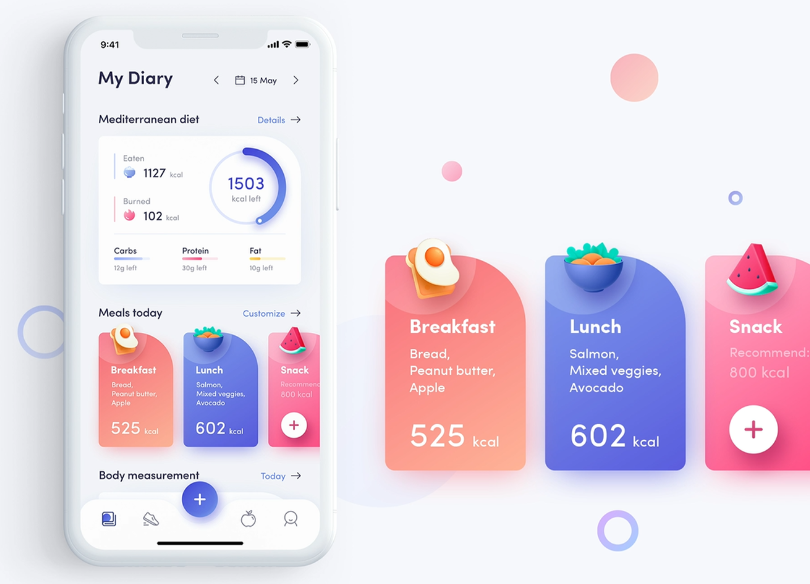 9:41
My Diary
15 May
Mediterranean diet
Details
Eaten
1127 kcal
Burned
102 kcal
1503
kcal left
Carbs
Protein
Fat
12g left
30g left
10g left
Meals today
Customize
Breakfast
Bread,
Peanut butter,
Apple
525 kcal
Lunch
Salmon,
Mixed veggies,
Avocado
602 kcal
Snack
Recommend
800 kcal
Body measurement
Today
Breakfast
Bread,
Peanut butter,
Apple
525 kcal
Lunch
Salmon,
Mixed veggies,
Avocado
602 kcal
Snack
Recommend:
800 kcal